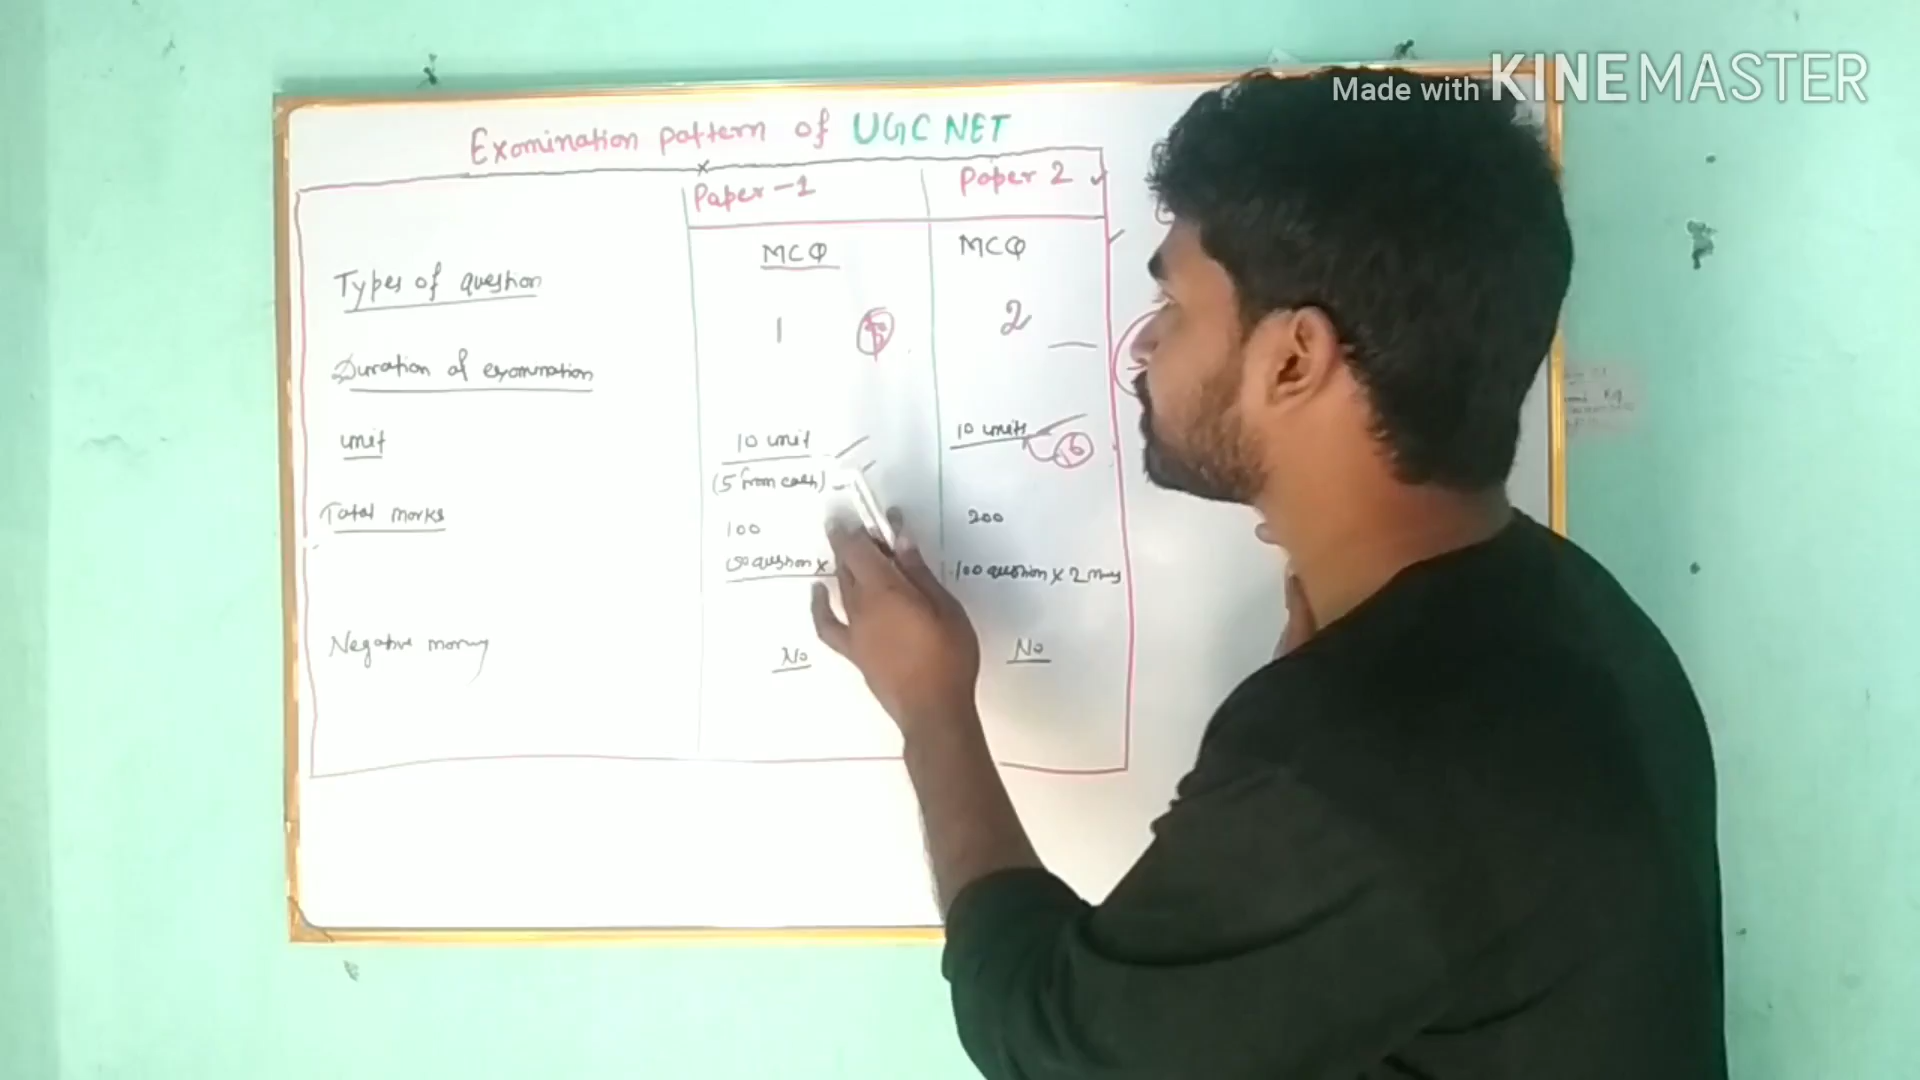 Made with KINEMASTER
Examination pattern of UGC NET
Paper-1
Paper 2
Types of question
MCQ
MCQ
Duration of examination
1
2
unit
10 unit
10 units
(5 from each)
Total marks
100
200
50 question x
100 question x 2
Negative
No
No